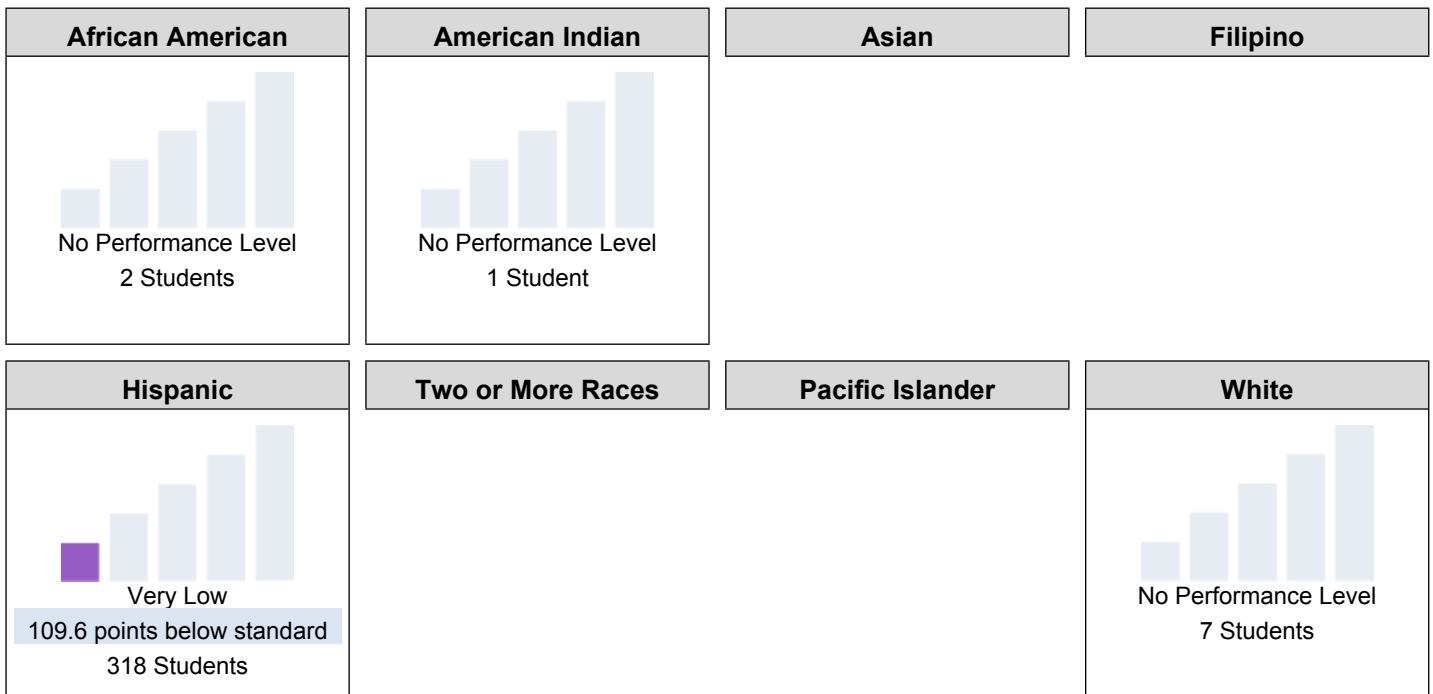 African American
No Performance Level
2 Students
American Indian
No Performance Level
1 Student
Asian
Filipino
Hispanic
Very Low
109.6 points below standard
318 Students
Two or More Races
Pacific Islander
White
No Performance Level
7 Students